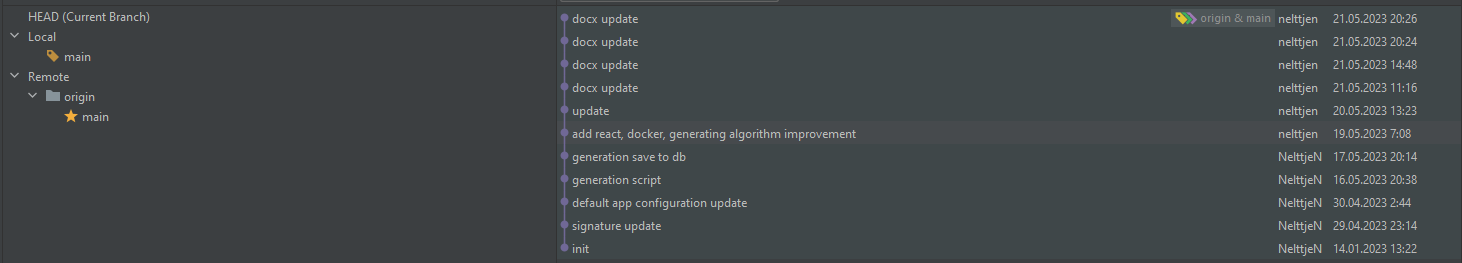 HEAD (Current Branch)
Local
main
Remote
origin
main
docx update origin & main nelttjen 21.05.2023 20:26
docx update nelttjen 21.05.2023 20:24
docx update nelttjen 21.05.2023 14:48
docx update nelttjen 21.05.2023 11:16
update nelttjen 20.05.2023 13:23
add react, docker, generating algorithm improvement nelttjen 19.05.2023 7:08
generation save to db NelttjeN 17.05.2023 20:14
generation script NelttjeN 16.05.2023 20:38
default app configuration update NelttjeN 30.04.2023 2:44
signature update NelttjeN 29.04.2023 23:14
init NelttjeN 14.01.2023 13:22